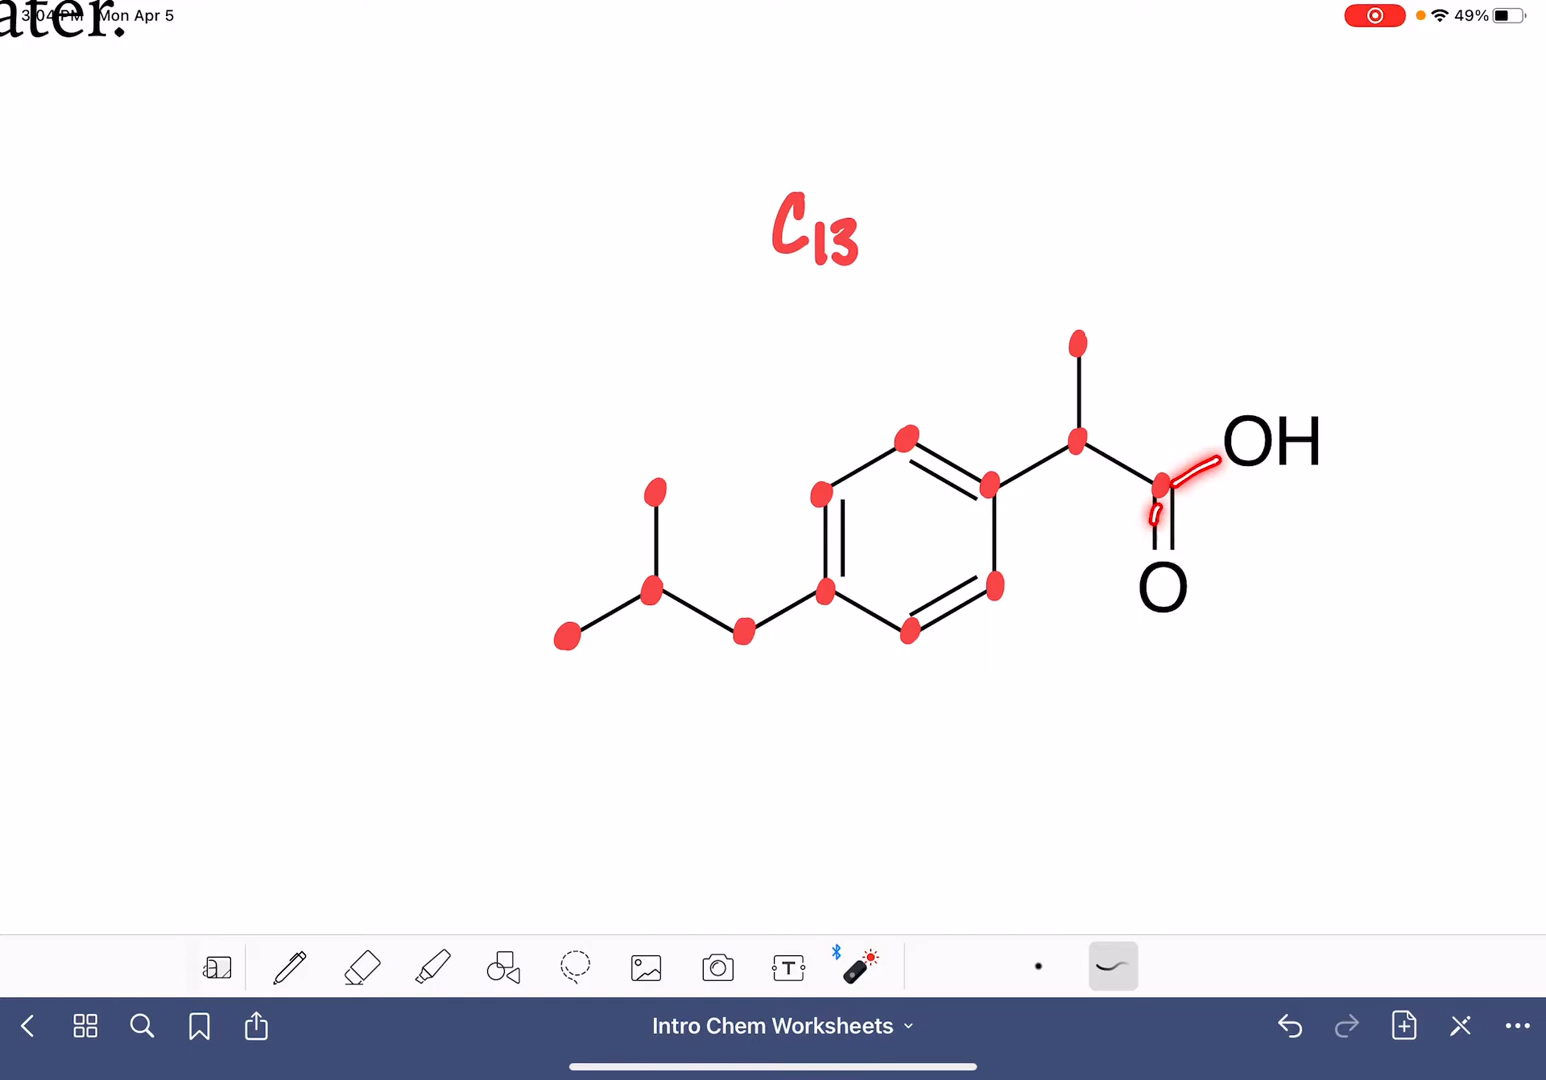 ater.
3:04 PM Mon Apr 5
49%
C13
OH
O
T
Intro Chem Worksheets